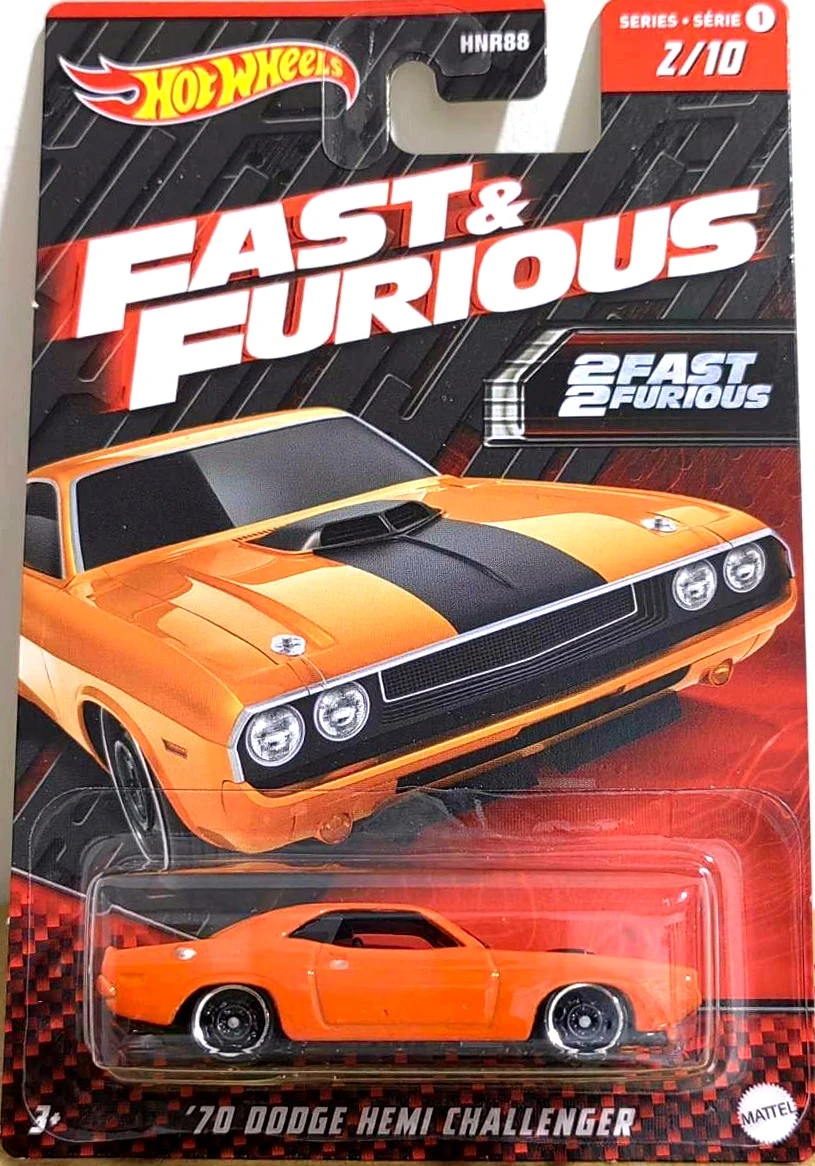 HOT WHEELS
HNR88
SERIES • SÉRIE 1
2/10
FAST &
FURIOUS
2FAST
2FURIOUS
3+
'70 DODGE HEMI CHALLENGER
MATTEL